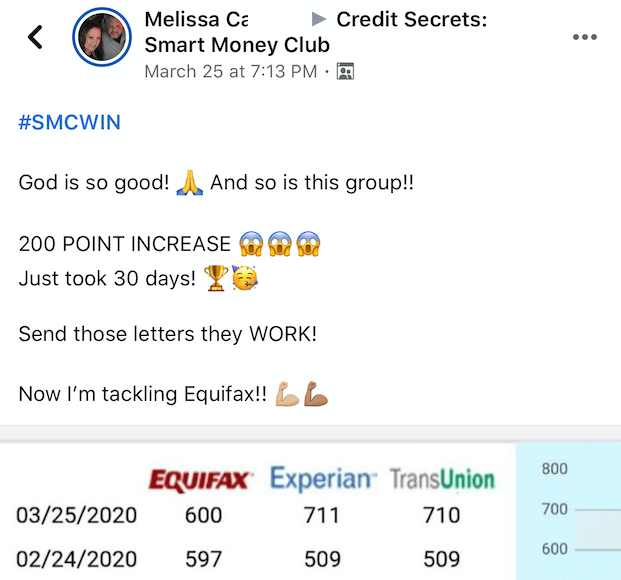 Melissa Ca ▶ Credit Secrets:
Smart Money Club
March 25 at 7:13 PM ·
#SMCWIN
God is so good! 🙏 And so is this group!!
200 POINT INCREASE 😱😱😱
Just took 30 days! 🏆🥳
Send those letters they WORK!
Now I'm tackling Equifax!! 💪🏼💪🏽
EQUIFAX Experian TransUnion
03/25/2020 600 711 710
02/24/2020 597 509 509
800
700
600